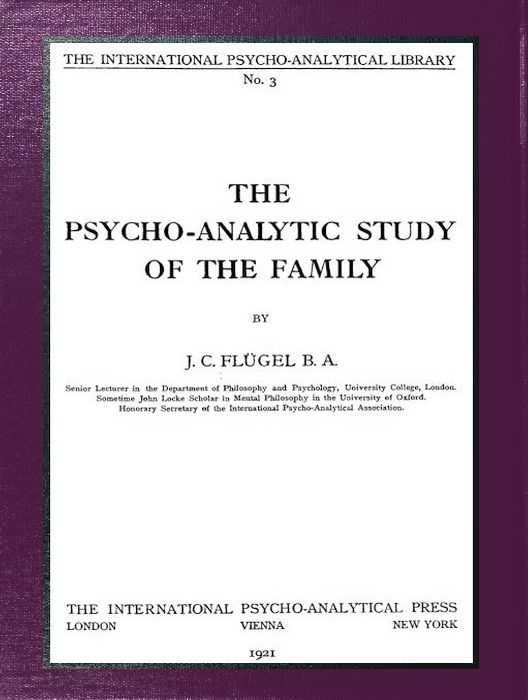 THE INTERNATIONAL PSYCHO-ANALYTICAL LIBRARY
No. 3
THE
PSYCHO-ANALYTIC STUDY
OF THE FAMILY
BY
J. C. FLÜGEL B. A.
Senior Lecturer in the Department of Philosophy and Psychology, University College, London.
Sometime John Locke Scholar in Mental Philosophy in the University of Oxford.
Honorary Secretary of the International Psycho-Analytical Association.
THE INTERNATIONAL PSYCHO-ANALYTICAL PRESS
LONDON VIENNA NEW YORK
1921